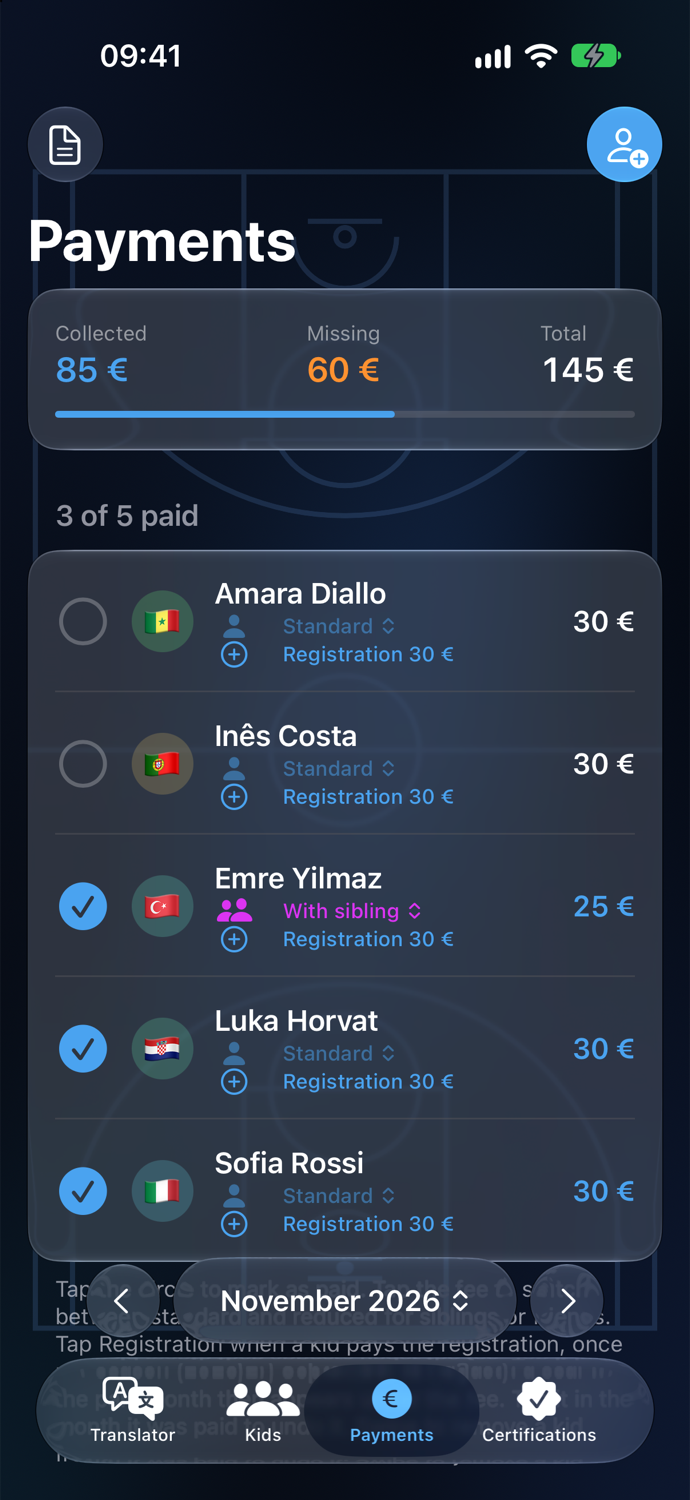 09:41
Payments
Collected
Missing
Total
85 €
60 €
145 €
3 of 5 paid
Amara Diallo
Standard
30 €
Registration 30 €
Inês Costa
Standard
30 €
Registration 30 €
Emre Yilmaz
With sibling
25 €
Registration 30 €
Luka Horvat
Standard
30 €
Registration 30 €
Sofia Rossi
Standard
30 €
Registration 30 €
Tap
November 2026
Tap Registration when a kid pays the registration, once
A
文
€
Translator
Kids
Payments
Certifications